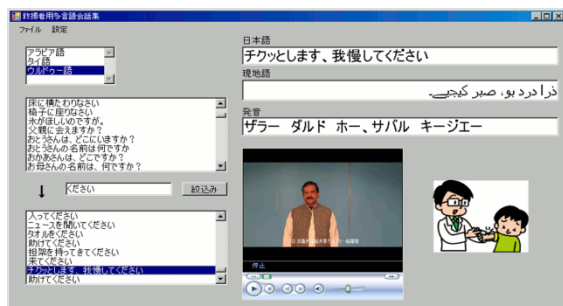 救援者用多言語会話集
ファイル 設定
アラビア語
タイ語
ウルドゥー語
床に横たわりなさい
椅子に座りなさい
氷がほしいのですか。
父親に会えますか?
おとうさんは、どこにいますか?
おとうさんの名前は何ですか
おかあさんは、どこですか?
お母さんの名前は、何ですか?
↓
ください
絞込み
入ってください
ニュースを聞いてください
タオルをください
助けてください
担架を持ってきてください
来てください
チクッとします、我慢してください
助けてください
日本語
チクッとします、我慢してください
現地語
ذرا درد ہو، صبر کیجیے۔
発音
ザラー ダルド ホー、サバル キージエー
停止